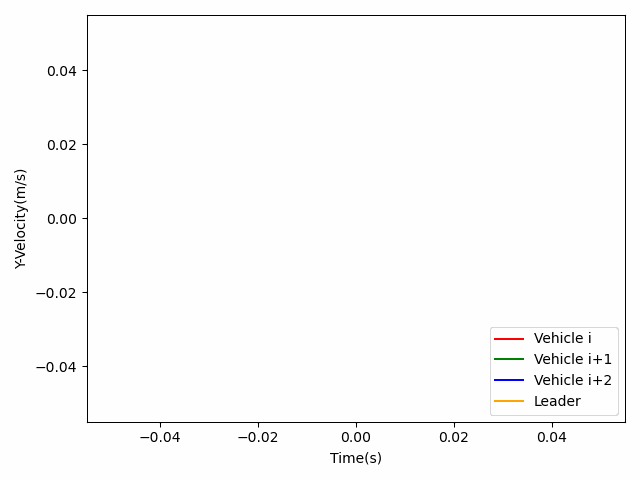 0.04
0.02
0.00
−0.02
−0.04
Y-Velocity(m/s)
Vehicle i
Vehicle i+1
Vehicle i+2
Leader
−0.04 −0.02 0.00 0.02 0.04
Time(s)